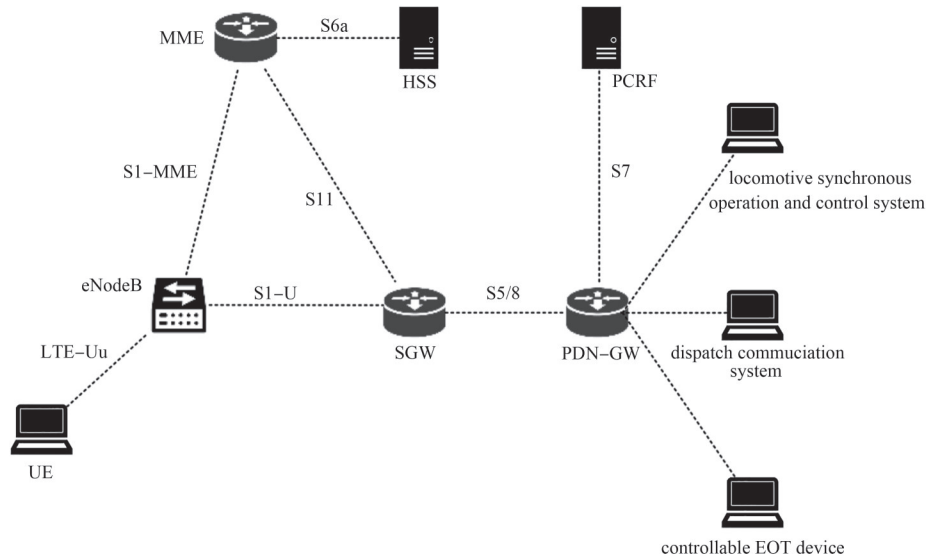 MME
S6a
HSS
PCRF
S1-MME
S11
S7
locomotive synchronous
operation and control system
eNodeB
S1-U
S5/8
LTE-Uu
SGW
PDN-GW
dispatch commuciation
system
UE
controllable EOT device